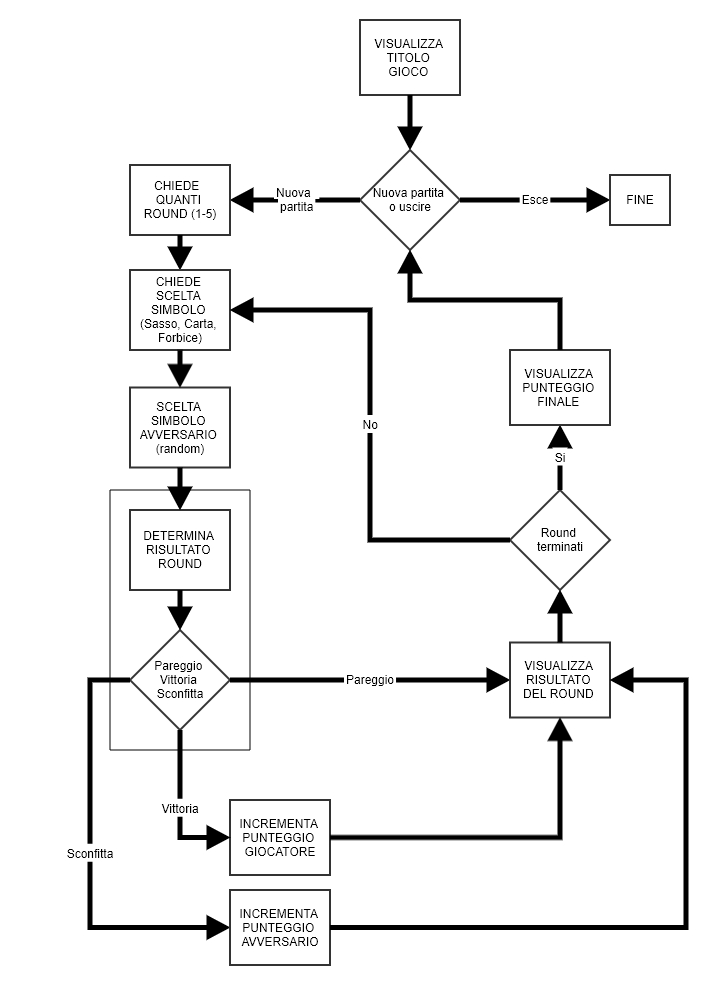 VISUALIZZA
TITOLO
GIOCO
Nuova partita
o uscire
Nuova
partita
Esce
FINE
CHIEDE
QUANTI
ROUND (1-5)
CHIEDE
SCELTA
SIMBOLO
(Sasso, Carta,
Forbice)
SCELTA
SIMBOLO
AVVERSARIO
(random)
VISUALIZZA
PUNTEGGIO
FINALE
No
Si
DETERMINA
RISULTATO
ROUND
Round
terminati
Pareggio
Vittoria
Sconfitta
Pareggio
VISUALIZZA
RISULTATO
DEL ROUND
Vittoria
Sconfitta
INCREMENTA
PUNTEGGIO
GIOCATORE
INCREMENTA
PUNTEGGIO
AVVERSARIO